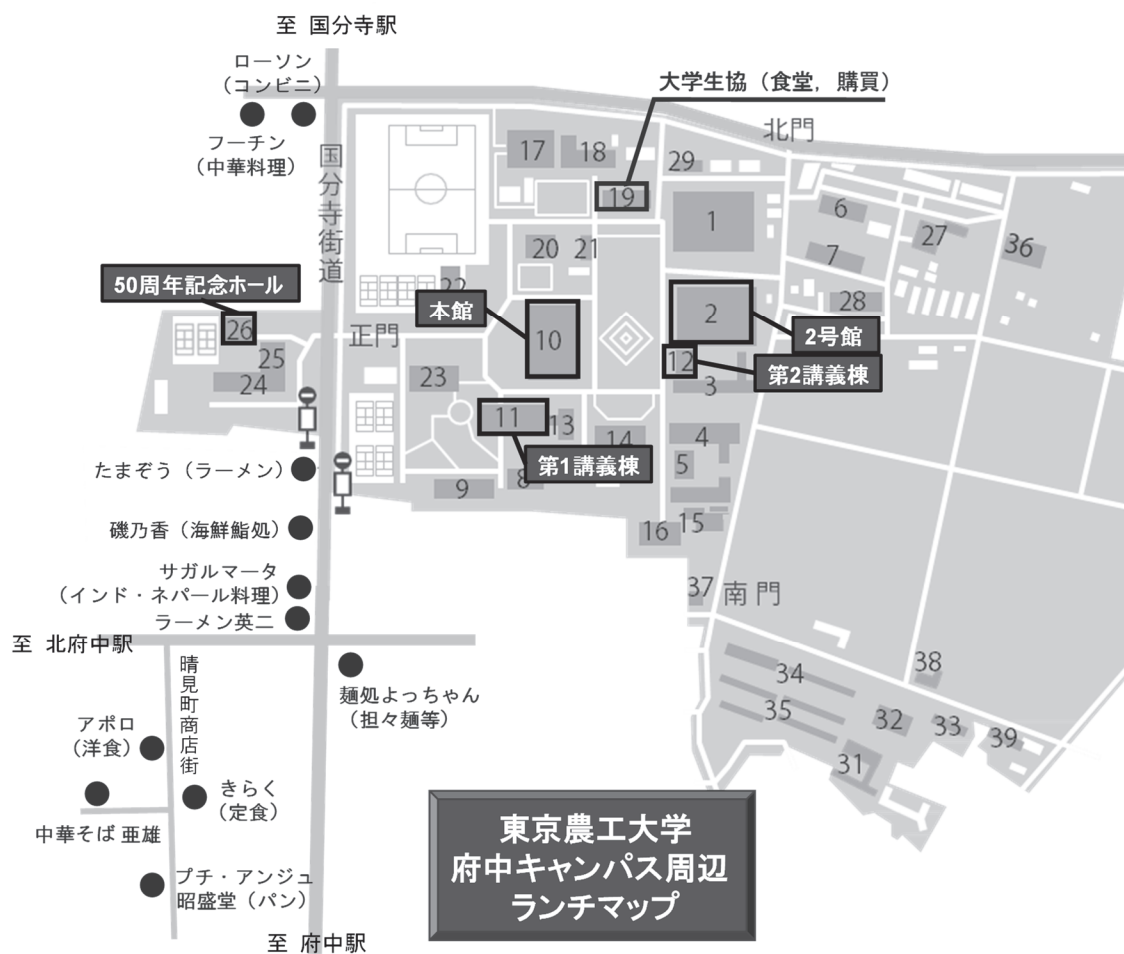 至 国分寺駅
ローソン
（コンビニ）
フーチン
（中華料理）
国分寺街道
大学生協（食堂，購買）
北門
17
18
29
19
1
6
27
36
7
20
21
22
28
50周年記念ホール
26
25
24
正門
本館
10
2
2号館
12
第2講義棟
3
23
11
13
14
第1講義棟
8
9
4
5
15
16
37
南門
たまぞう（ラーメン）
磯乃香（海鮮鮨処）
サガルマータ
（インド・ネパール料理）
ラーメン英二
至 北府中駅
晴見町商店街
麺処よっちゃん
（担々麺等）
アポロ
（洋食）
きらく
（定食）
中華そば 亜雄
プチ・アンジュ
昭盛堂（パン）
至 府中駅
34
35
38
32
33
39
31
東京農工大学
府中キャンパス周辺
ランチマップ